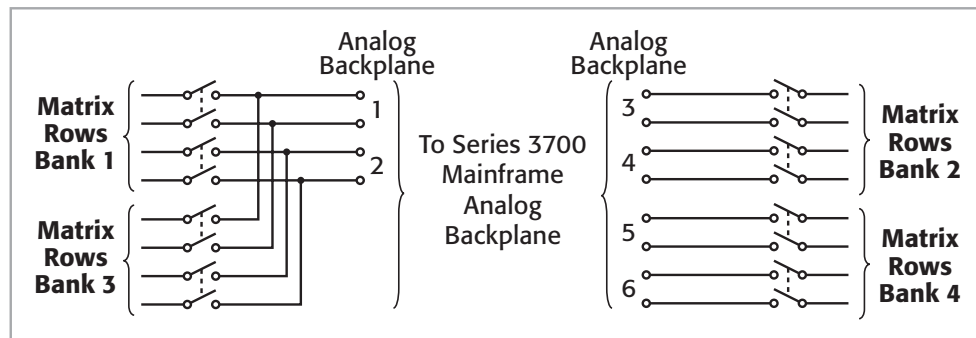 Analog
Backplane
Matrix
Rows
Bank 1
1
2
Matrix
Rows
Bank 3
To Series 3700
Mainframe
Analog
Backplane
Analog
Backplane
3
4
5
6
Matrix
Rows
Bank 2
Matrix
Rows
Bank 4